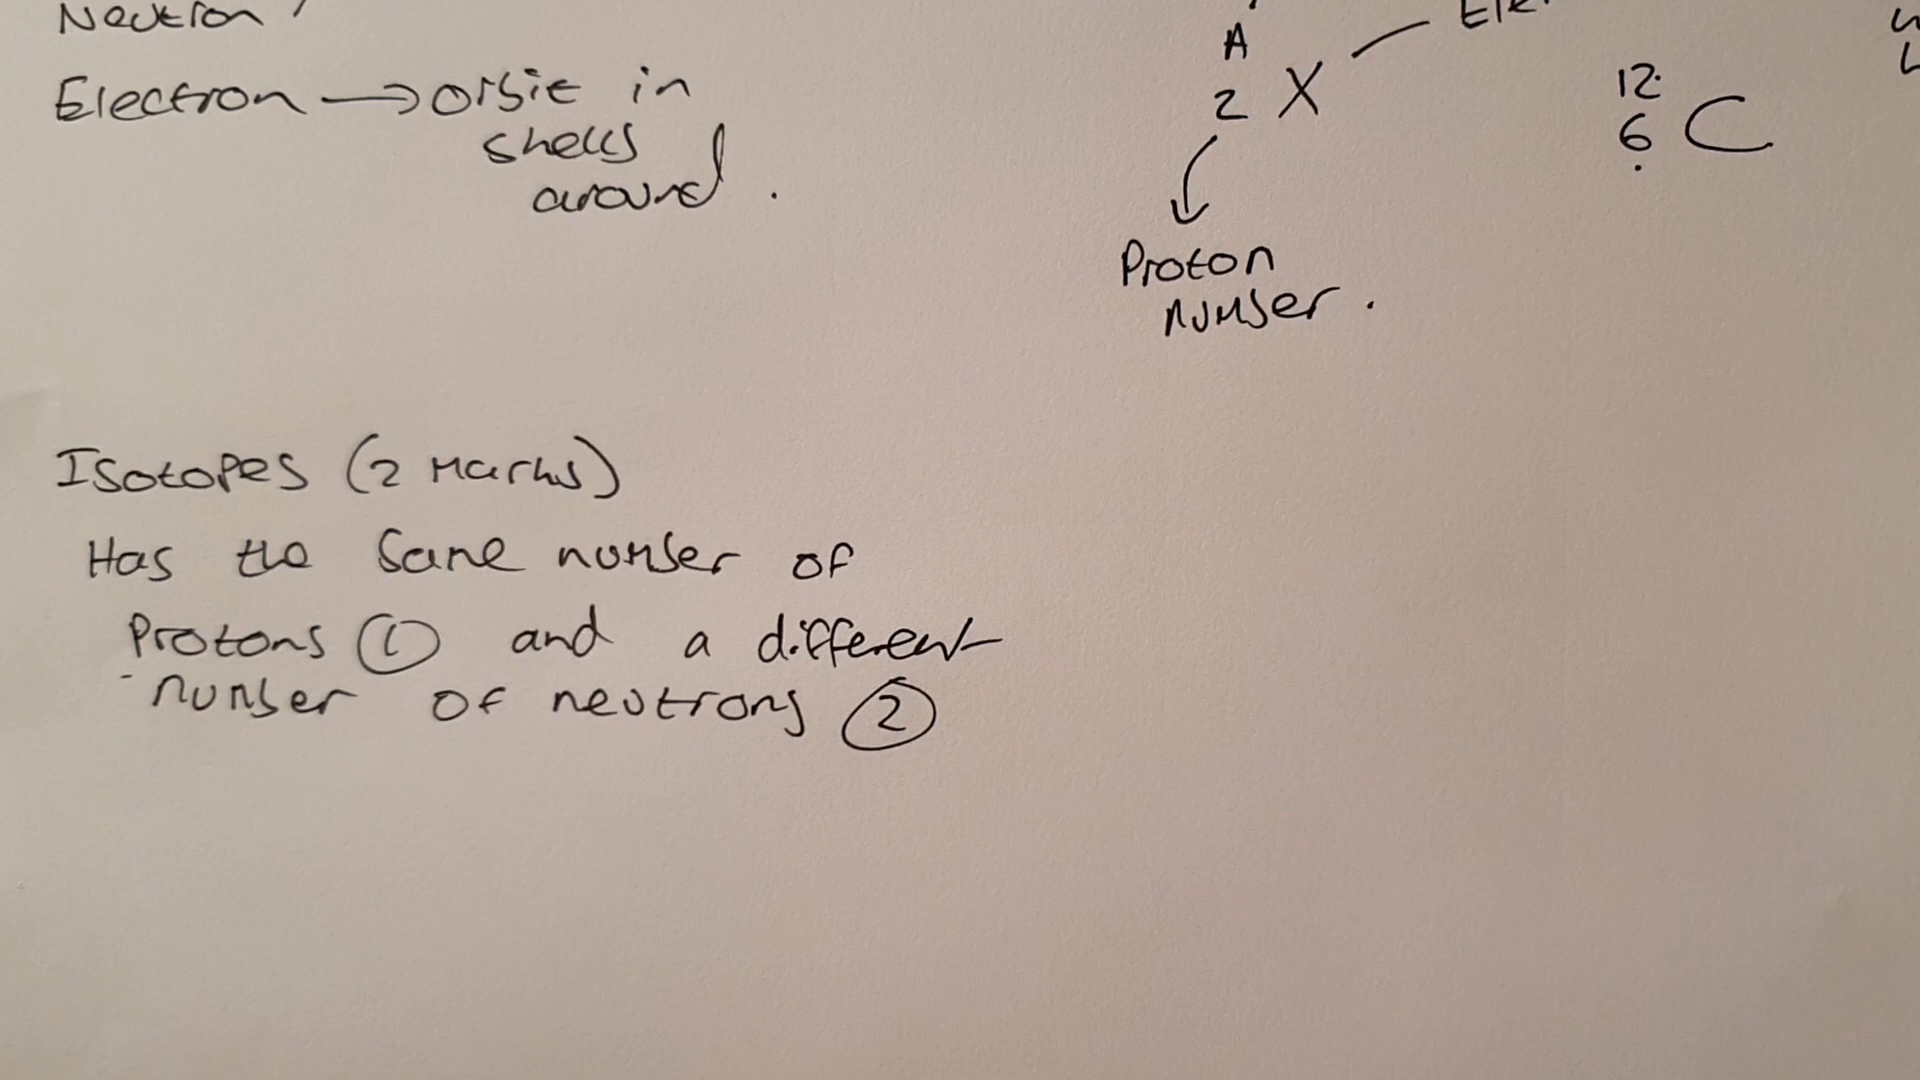 Neutron
Electron → orbit in
shells
around.
A
Z X
12
6 C
Proton
number.
Isotopes (2 Marks)
Has the same number of
Protons ① and a different
number of neutrons ②